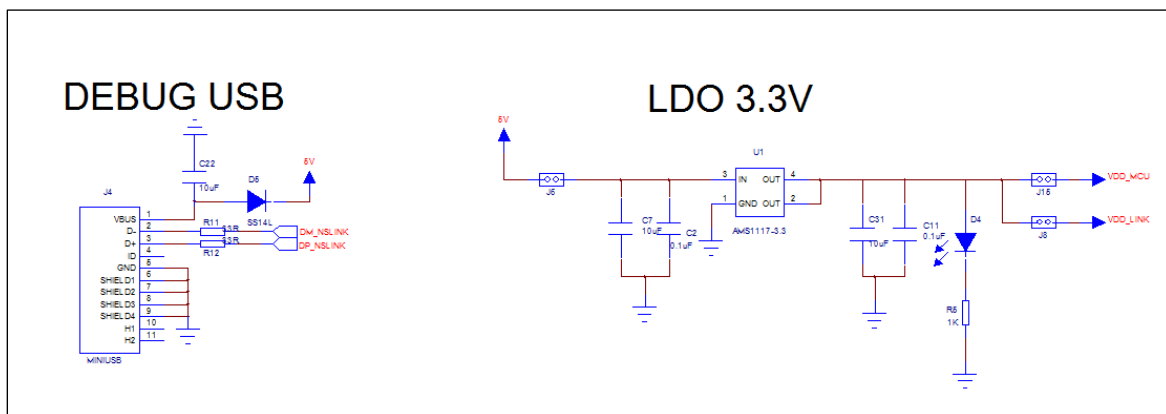 DEBUG USB
C22
10uF
5V
D5
SS14L
J4
VBUS 1
D- 2
D+ 3
ID 4
GND 5
SHIELD1 6
SHIELD2 7
SHIELD3 8
SHIELD4 9
H1 10
H2 11
MINIUSB
R11
33R
DM_NSLINK
33R
DP_NSLINK
R12
LDO 3.3V
5V
J6
U1
3 IN OUT 4
1 GND OUT 2
AMS1117-3.3
C7
10uF
C2
0.1uF
C31
10uF
C11
0.1uF
D4
R5
1K
J15
VDD_MCU
J8
VDD_LINK